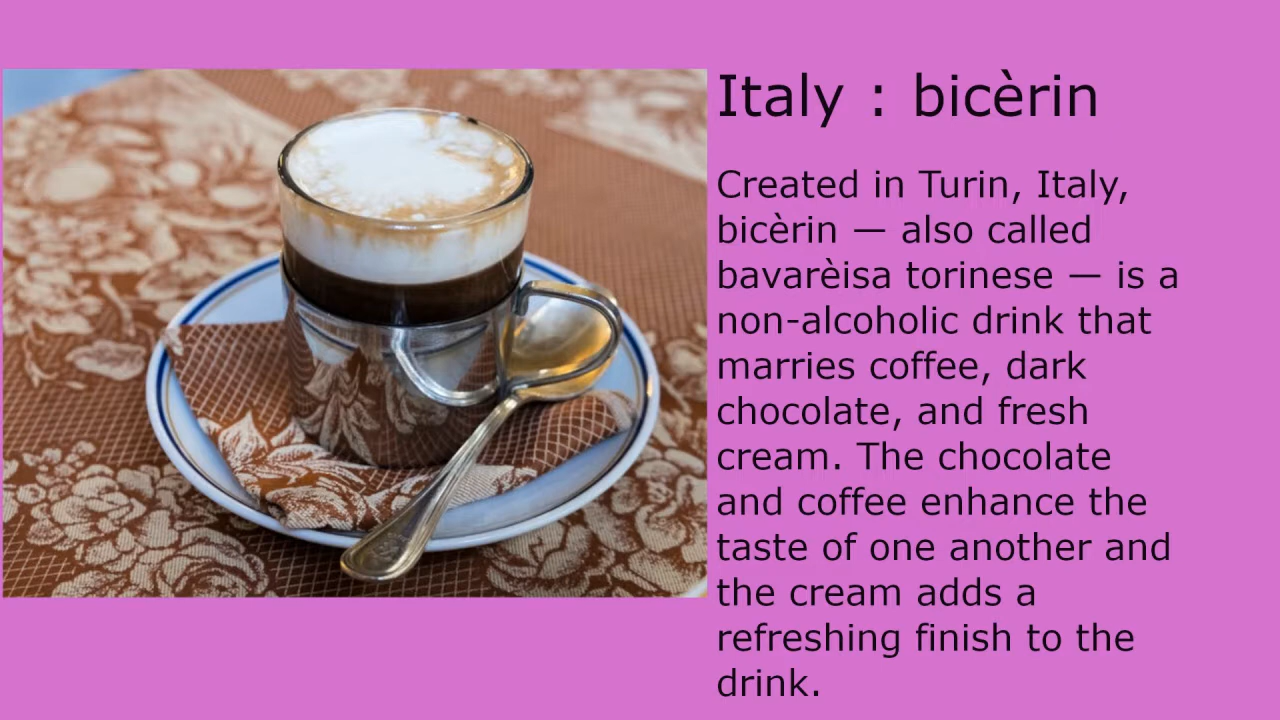 Italy : bicèrin
Created in Turin, Italy,
bicèrin — also called
bavarèisa torinese — is a
non-alcoholic drink that
marries coffee, dark
chocolate, and fresh
cream. The chocolate
and coffee enhance the
taste of one another and
the cream adds a
refreshing finish to the
drink.